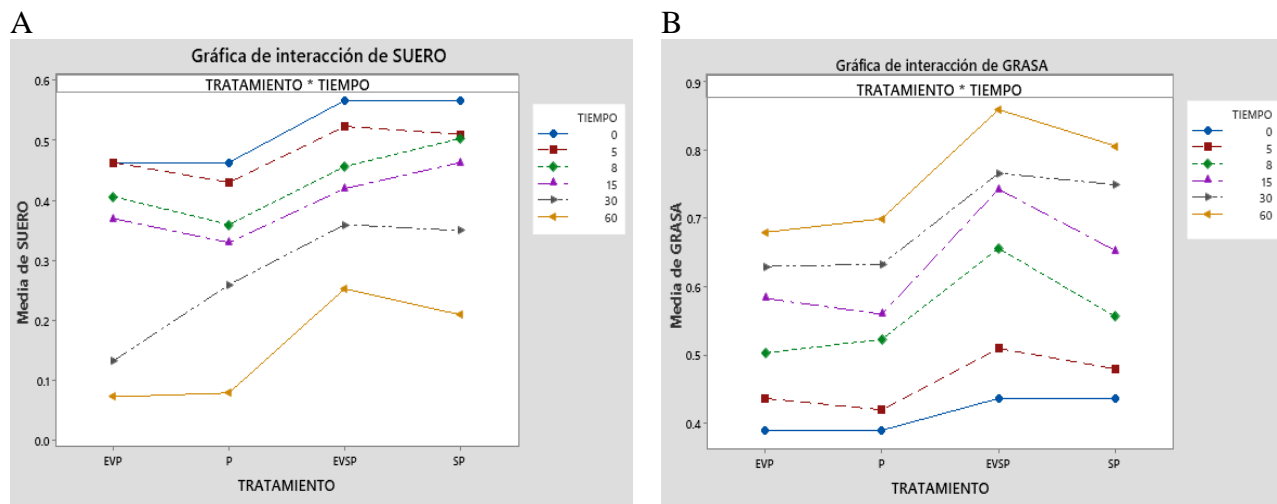 A
Gráfica de interacción de SUERO
TRATAMIENTO * TIEMPO
Media de SUERO
0.6
0.5
0.4
0.3
0.2
0.1
0.0
EVP P EVSP SP
TRATAMIENTO
TIEMPO
0
5
8
15
30
60
B
Gráfica de interacción de GRASA
TRATAMIENTO * TIEMPO
Media de GRASA
0.9
0.8
0.7
0.6
0.5
0.4
EVP P EVSP SP
TRATAMIENTO
TIEMPO
0
5
8
15
30
60